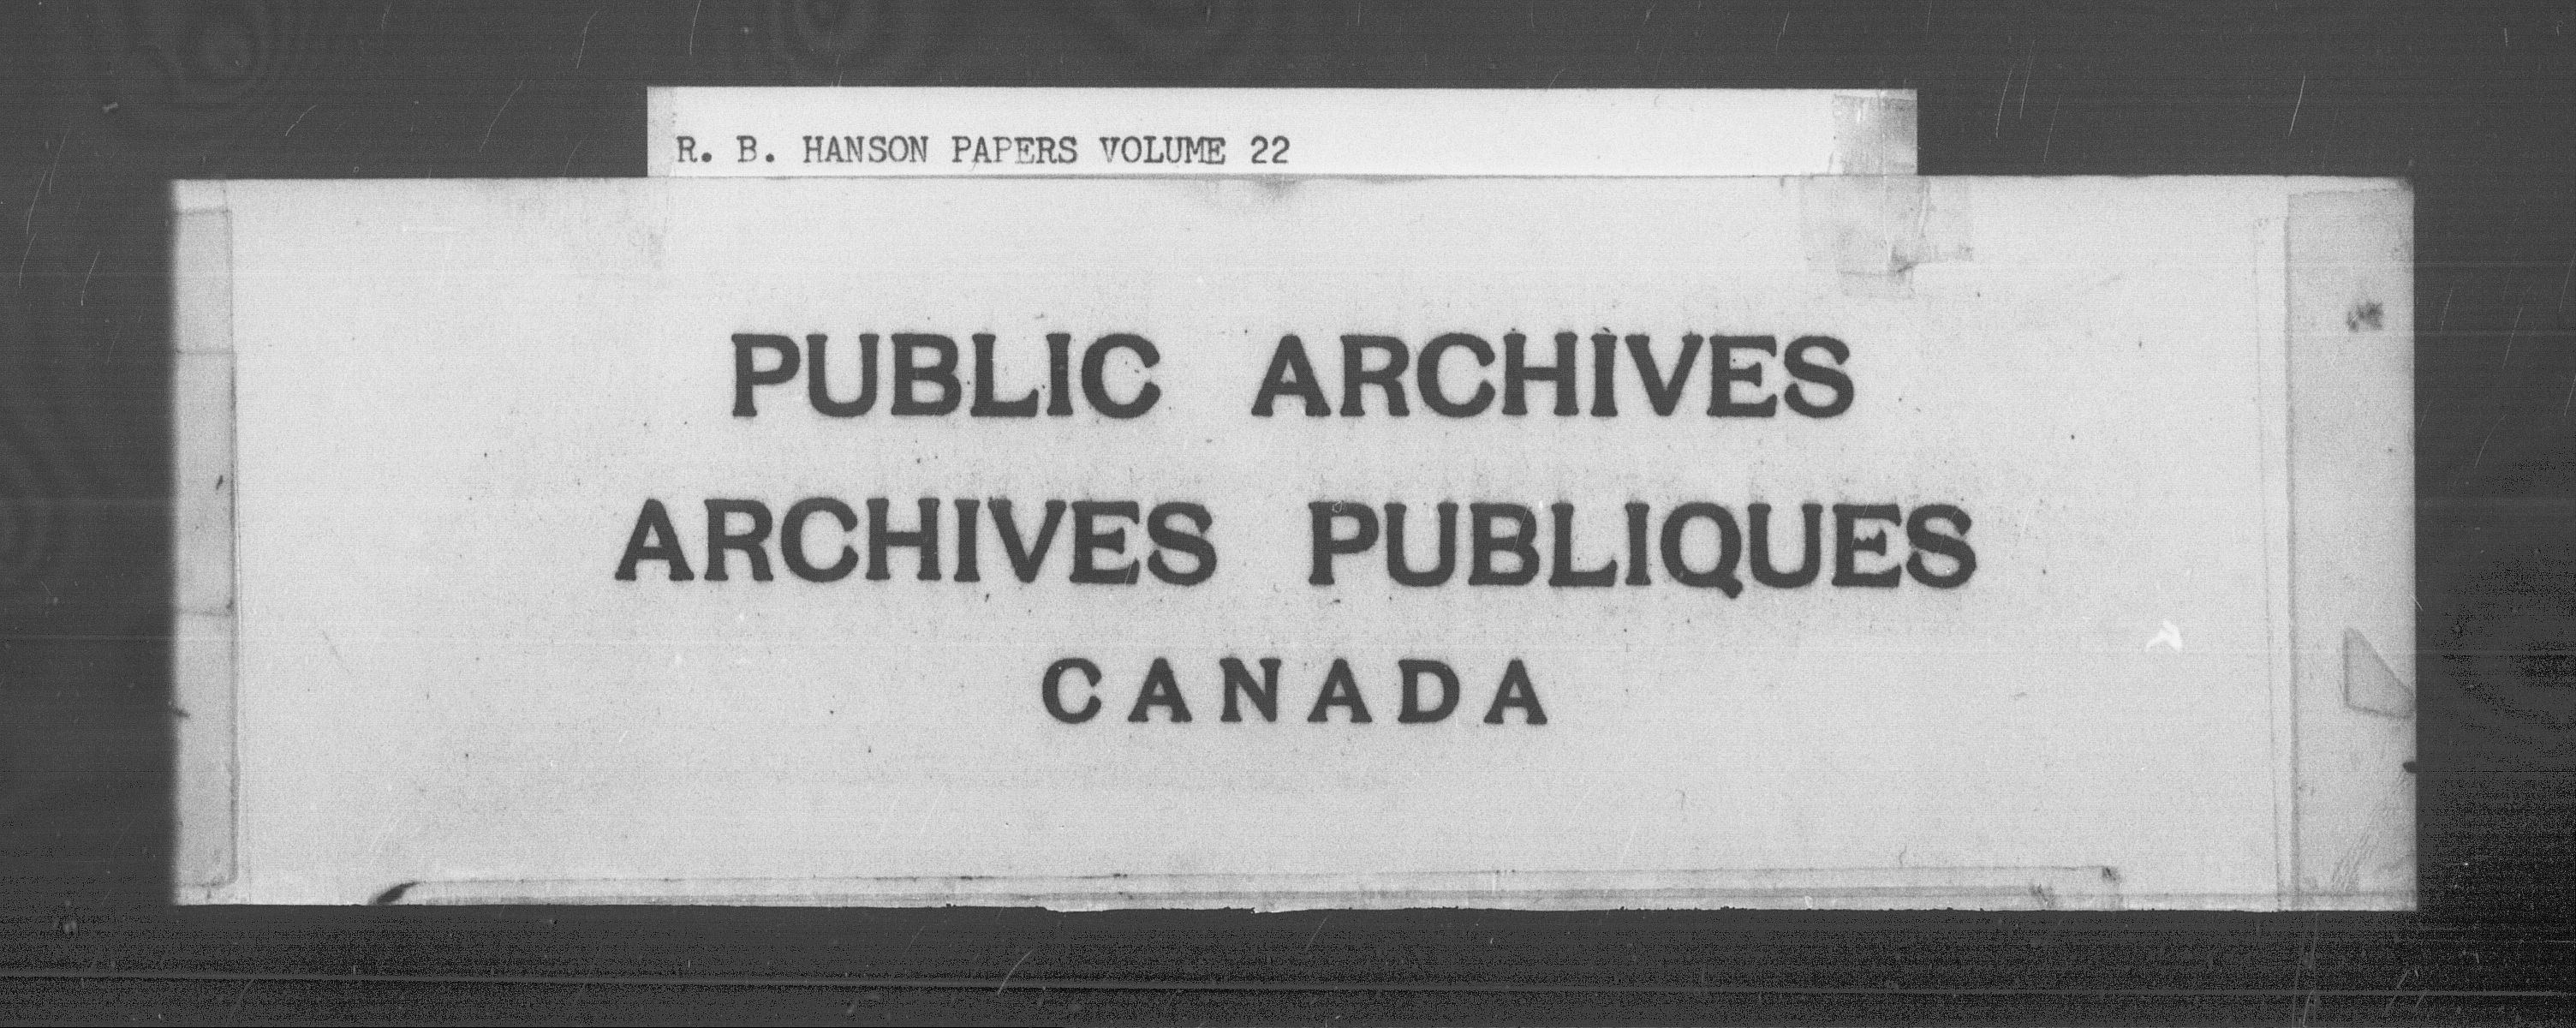 R. B. HANSON PAPERS VOLUME 22
PUBLIC ARCHIVES
ARCHIVES PUBLIQUES
CANADA